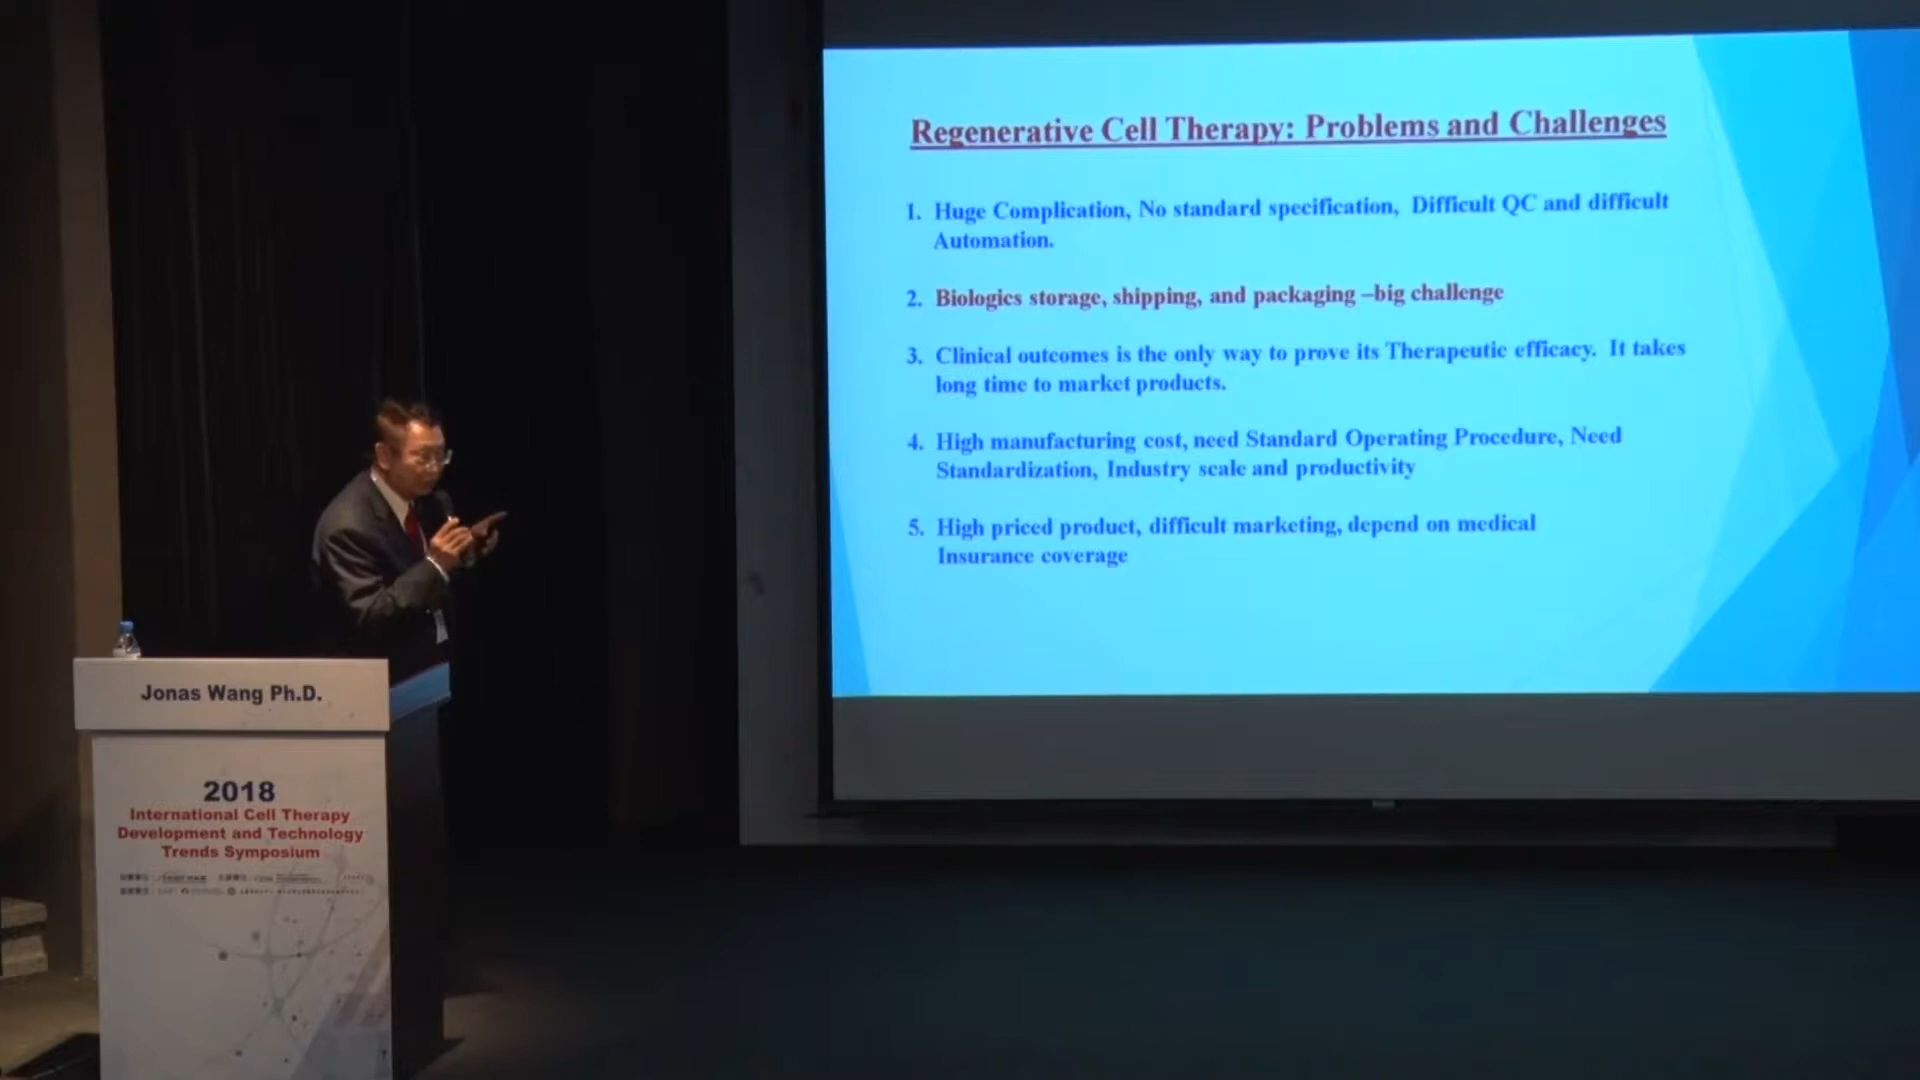 Regenerative Cell Therapy: Problems and Challenges
1. Huge Complication, No standard specification, Difficult QC and difficult
Automation.
2. Biologics storage, shipping, and packaging –big challenge
3. Clinical outcomes is the only way to prove its Therapeutic efficacy. It takes
long time to market products.
4. High manufacturing cost, need Standard Operating Procedure, Need
Standardization, Industry scale and productivity
5. High priced product, difficult marketing, depend on medical
Insurance coverage
Jonas Wang Ph.D.
2018
International Cell Therapy
Development and Technology
Trends Symposium